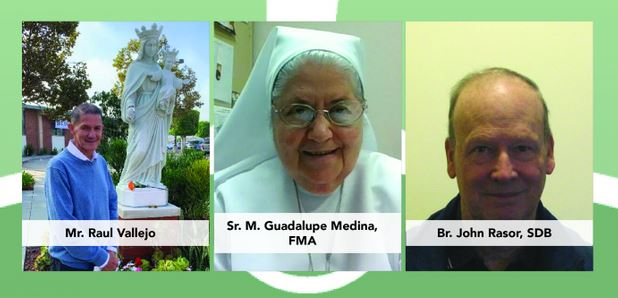 Mr. Raul Vallejo
Sr. M. Guadalupe Medina,
FMA
Br. John Rasor, SDB